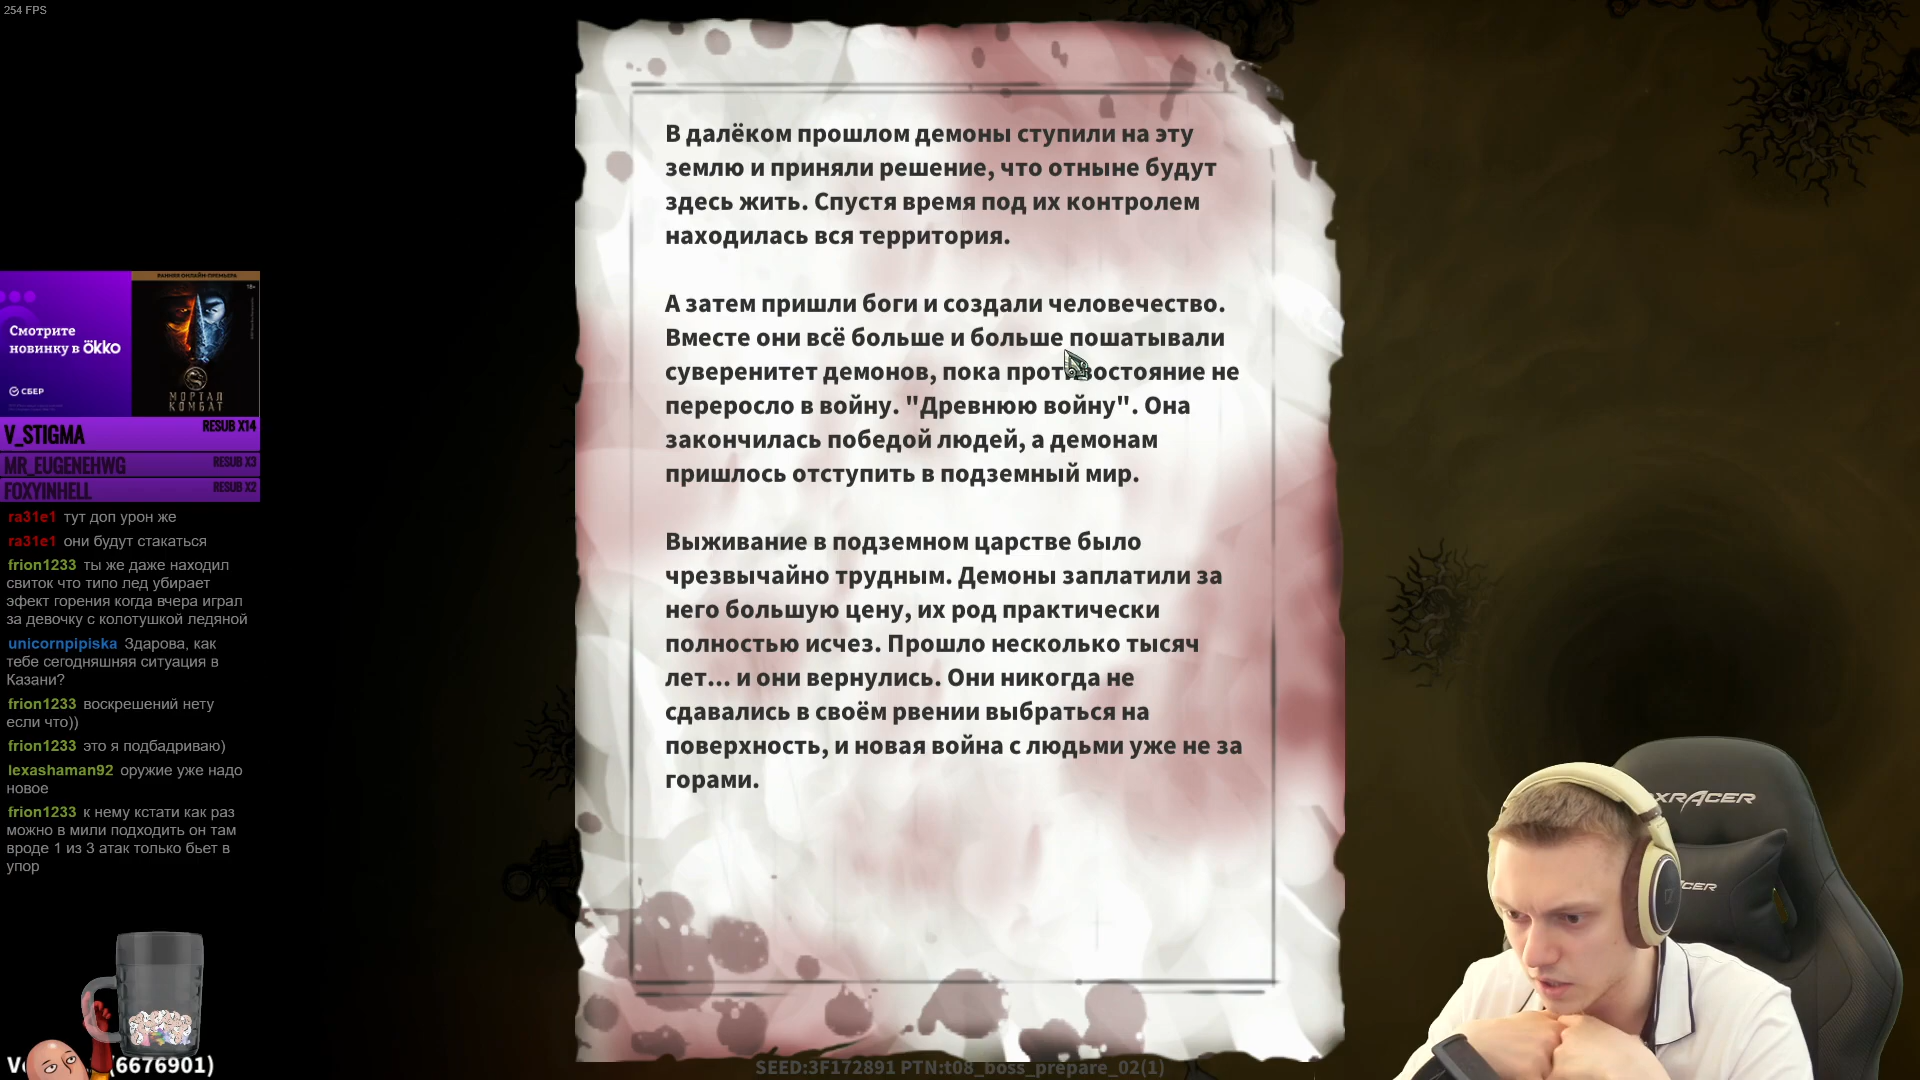 254 FPS
В далёком прошлом демоны ступили на эту
землю и приняли решение, что отныне будут
здесь жить. Спустя время под их контролем
находилась вся территория.
А затем пришли боги и создали человечество.
Вместе они всё больше и больше пошатывали
суверенитет демонов, пока противостояние не
переросло в войну. "Древнюю войну". Она
закончилась победой людей, а демонам
пришлось отступить в подземный мир.
Выживание в подземном царстве было
чрезвычайно трудным. Демоны заплатили за
него большую цену, их род практически
полностью исчез. Прошло несколько тысяч
лет... и они вернулись. Они никогда не
сдавались в своём рвении выбраться на
поверхность, и новая война с людьми уже не за
горами.
РАННЯЯ ОНЛАЙН-ПРЕМЬЕРА
18+
Смотрите
новинку в ökko
СБЕР
МОРТАЛ
КОМБАТ
V_STIGMA RESUB X14
MR_EUGENEHWG RESUB X3
FOXYINHELL RESUB X2
ra31e1 тут доп урон же
ra31e1 они будут стакаться
frion1233 ты же даже находил
свиток что типо лед убирает
эфект горения когда вчера играл
за девочку с колотушкой ледяной
unicornpipiska Здарова, как
тебе сегодняшняя ситуация в
Казани?
frion1233 воскрешений нету
если что))
frion1233 это я подбадриваю)
lexashaman92 оружие уже надо
новое
frion1233 к нему кстати как раз
можно в мили подходить он там
вроде 1 из 3 атак только бьет в
упор
(6676901)
SEED:3F172891 PTN:t08_boss_prepare_02(1)
DXRACER